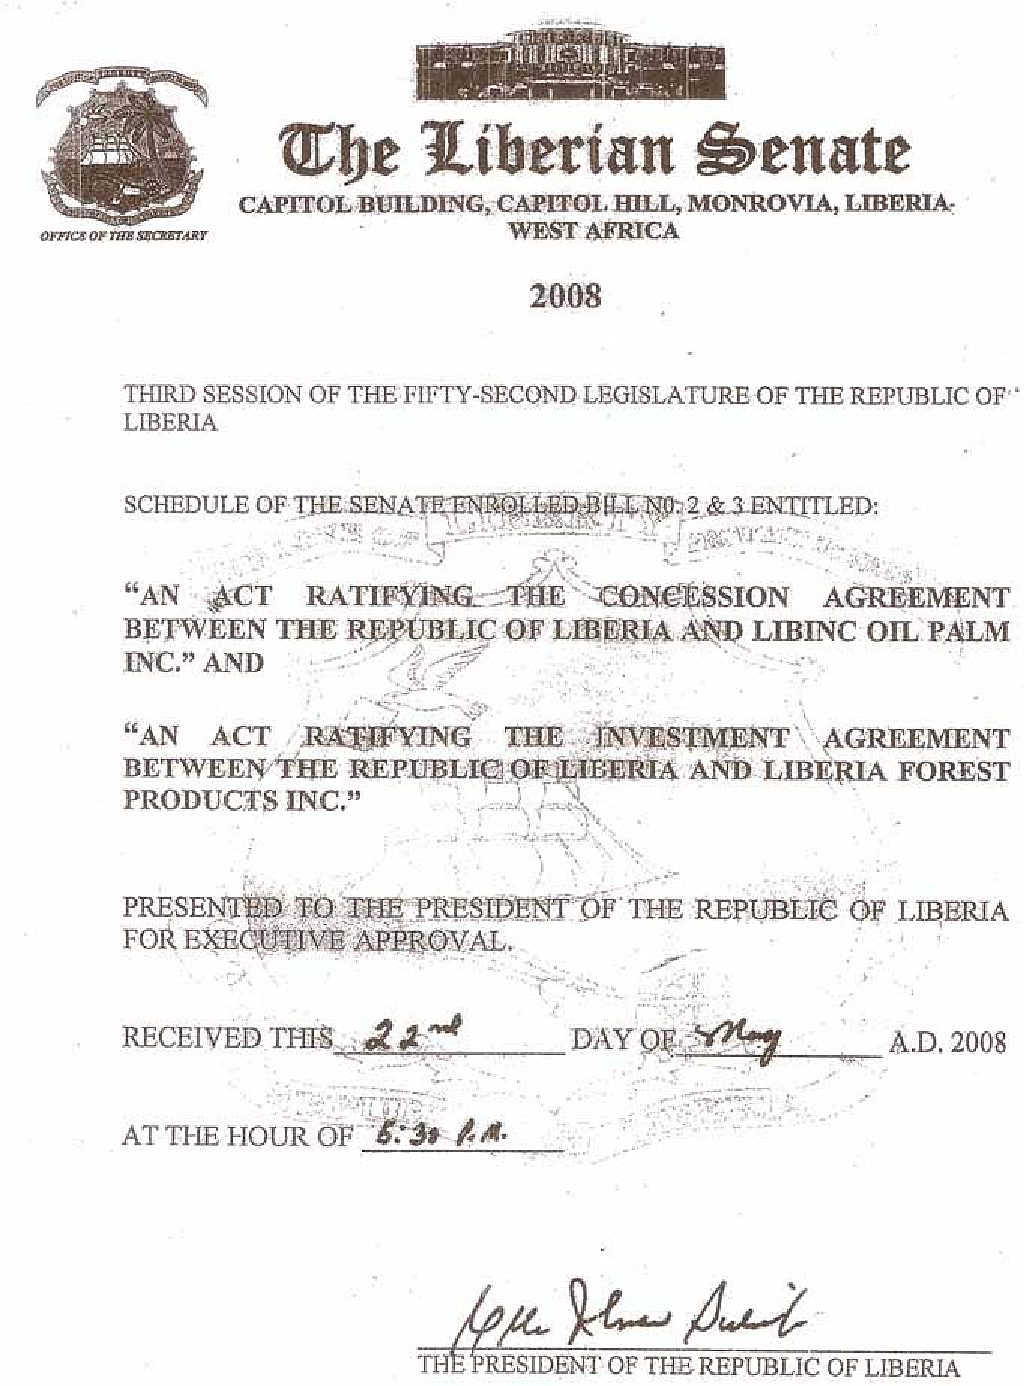 The Liberian Senate
CAPITOL BUILDING, CAPITOL HILL, MONROVIA, LIBERIA
WEST AFRICA
OFFICE OF THE SECRETARY
2008
THIRD SESSION OF THE FIFTY-SECOND LEGISLATURE OF THE REPUBLIC OF
LIBERIA
SCHEDULE OF THE SENATE ENROLLED BILL NO. 2 & 3 ENTITLED:
"AN ACT RATIFYING THE CONCESSION AGREEMENT
BETWEEN THE REPUBLIC OF LIBERIA AND LIBINC OIL PALM
INC." AND
"AN ACT RATIFYING THE INVESTMENT AGREEMENT
BETWEEN THE REPUBLIC OF LIBERIA AND LIBERIA FOREST
PRODUCTS INC."
PRESENTED TO THE PRESIDENT OF THE REPUBLIC OF LIBERIA
FOR EXECUTIVE APPROVAL.
RECEIVED THIS 22nd DAY OF May A.D. 2008
AT THE HOUR OF 5:30 P.M.
THE PRESIDENT OF THE REPUBLIC OF LIBERIA